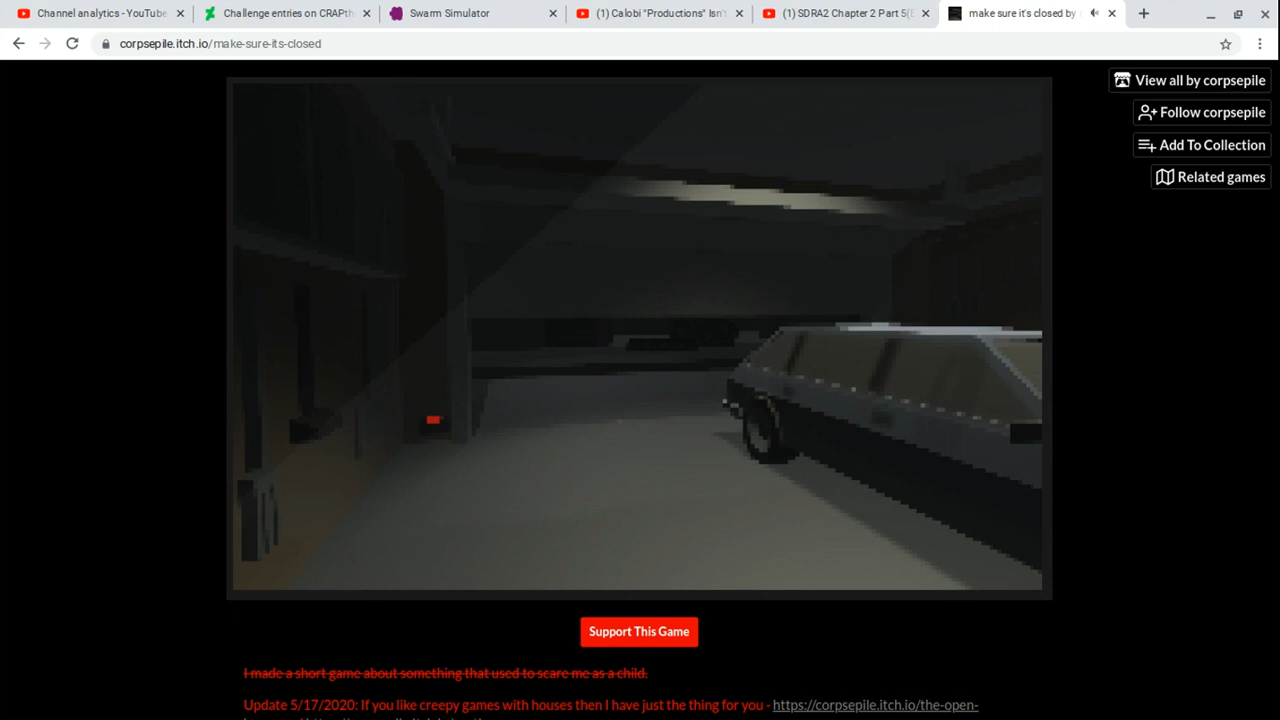 Channel analytics - YouTube
Challenge entries on CRAPth
Swarm Simulator
(1) Calobi "Productions" Isn'
(1) SDRA2 Chapter 2 Part 5(E
make sure it's closed by
corpsepile.itch.io/make-sure-its-closed
View all by corpsepile
Follow corpsepile
Add To Collection
Related games
Support This Game
I made a short game about something that used to scare me as a child.
Update 5/17/2020: If you like creepy games with houses then I have just the thing for you - https://corpsepile.itch.io/the-open-